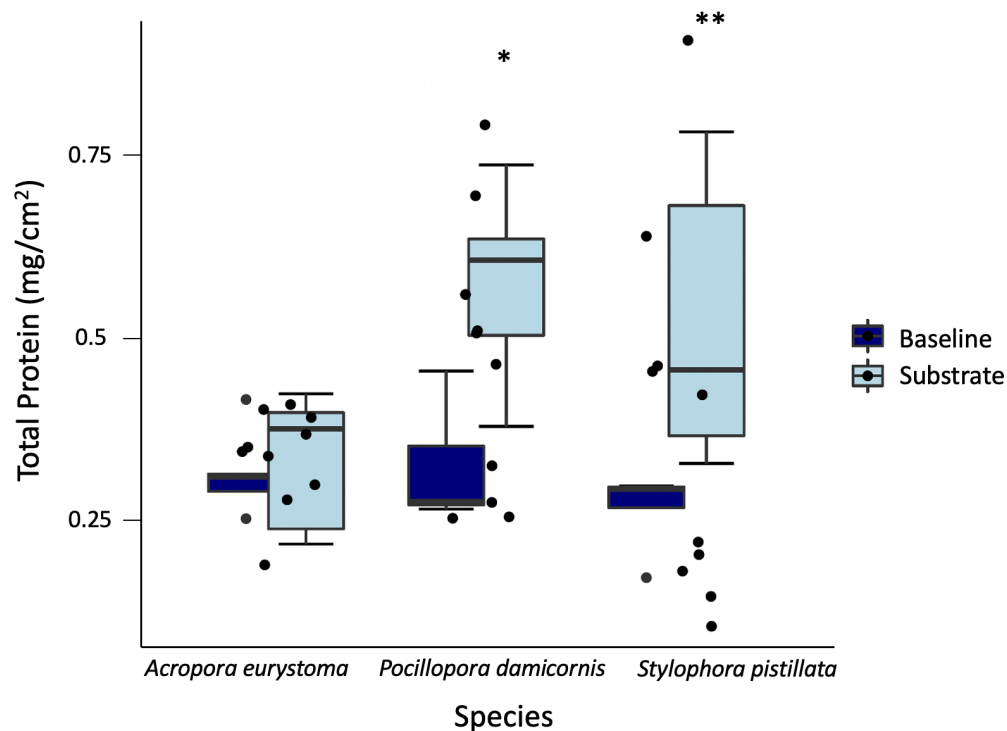 **
*
0.75
0.5
0.25
Total Protein (mg/cm²)
Baseline
Substrate
Acropora eurystoma
Pocillopora damicornis
Stylophora pistillata
Species